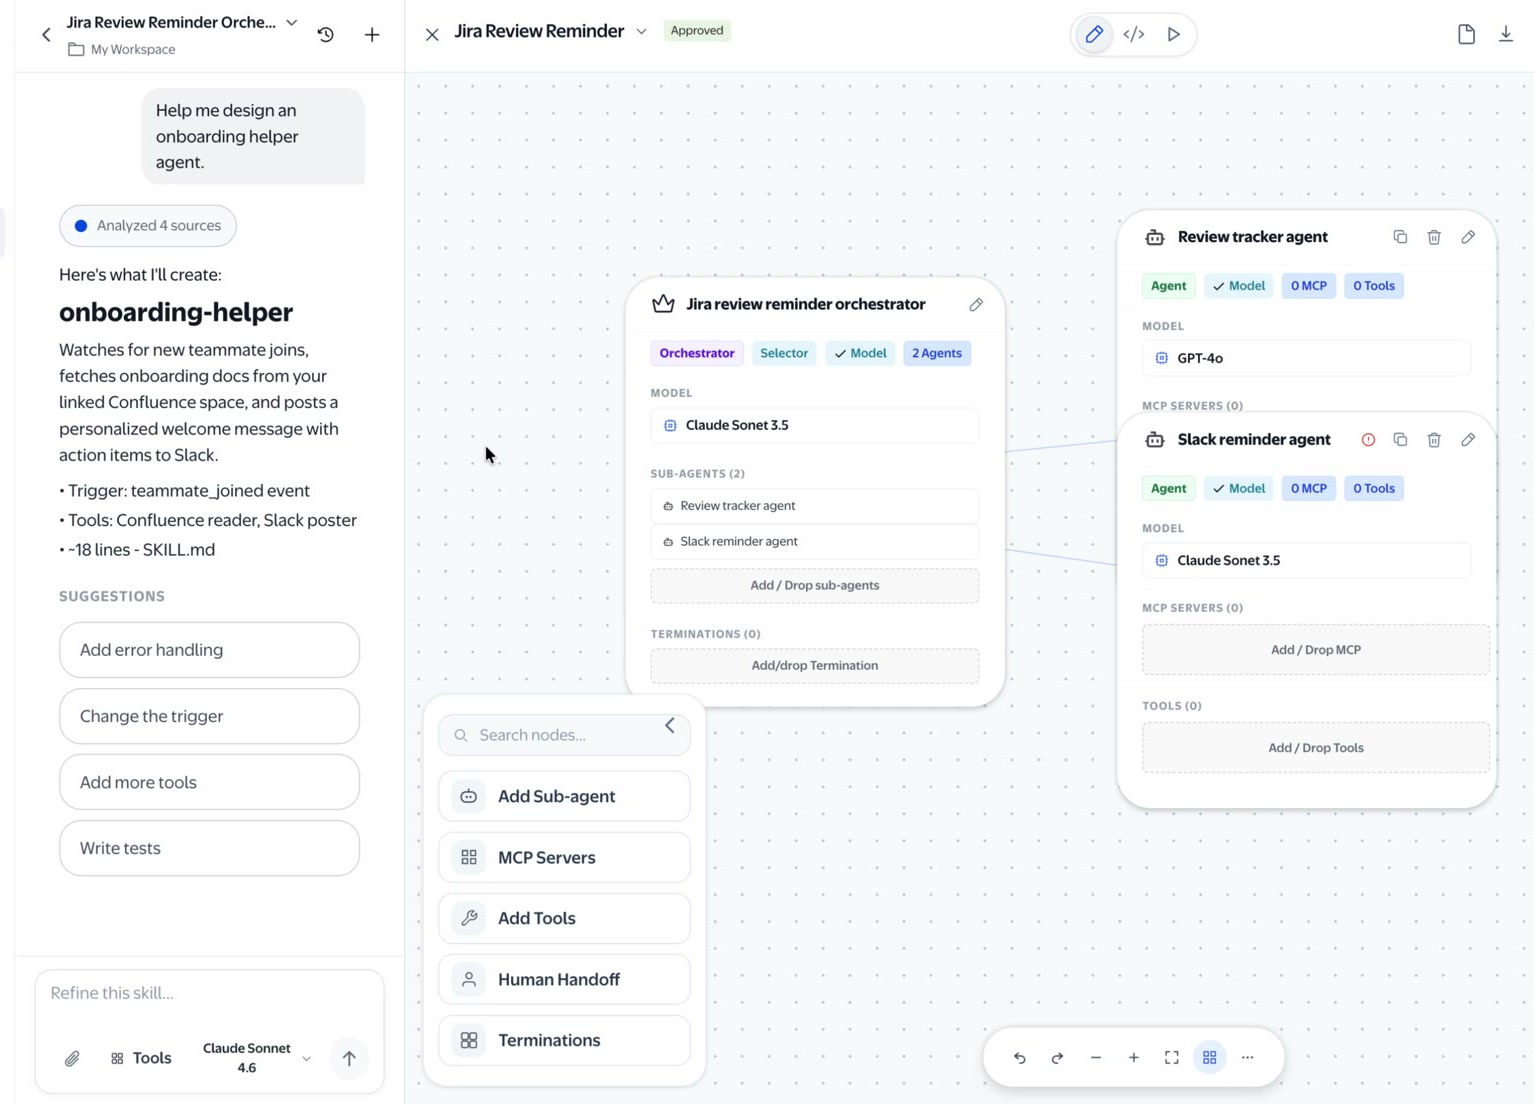 Jira Review Reminder Orche...
My Workspace
Help me design an
onboarding helper
agent.
Analyzed 4 sources
Here's what I'll create:
onboarding-helper
Watches for new teammate joins,
fetches onboarding docs from your
linked Confluence space, and posts a
personalized welcome message with
action items to Slack.
• Trigger: teammate_joined event
• Tools: Confluence reader, Slack poster
• ~18 lines - SKILL.md
SUGGESTIONS
Add error handling
Change the trigger
Add more tools
Write tests
Refine this skill...
Tools
Claude Sonnet
4.6
Jira Review Reminder
Approved
Jira review reminder orchestrator
Orchestrator
Selector
Model
2 Agents
MODEL
Claude Sonet 3.5
SUB-AGENTS (2)
Review tracker agent
Slack reminder agent
Add / Drop sub-agents
TERMINATIONS (0)
Add/drop Termination
Search nodes...
Add Sub-agent
MCP Servers
Add Tools
Human Handoff
Terminations
Review tracker agent
Agent
Model
0 MCP
0 Tools
MODEL
GPT-4o
MCP SERVERS (0)
Slack reminder agent
Agent
Model
0 MCP
0 Tools
MODEL
Claude Sonet 3.5
MCP SERVERS (0)
Add / Drop MCP
TOOLS (0)
Add / Drop Tools